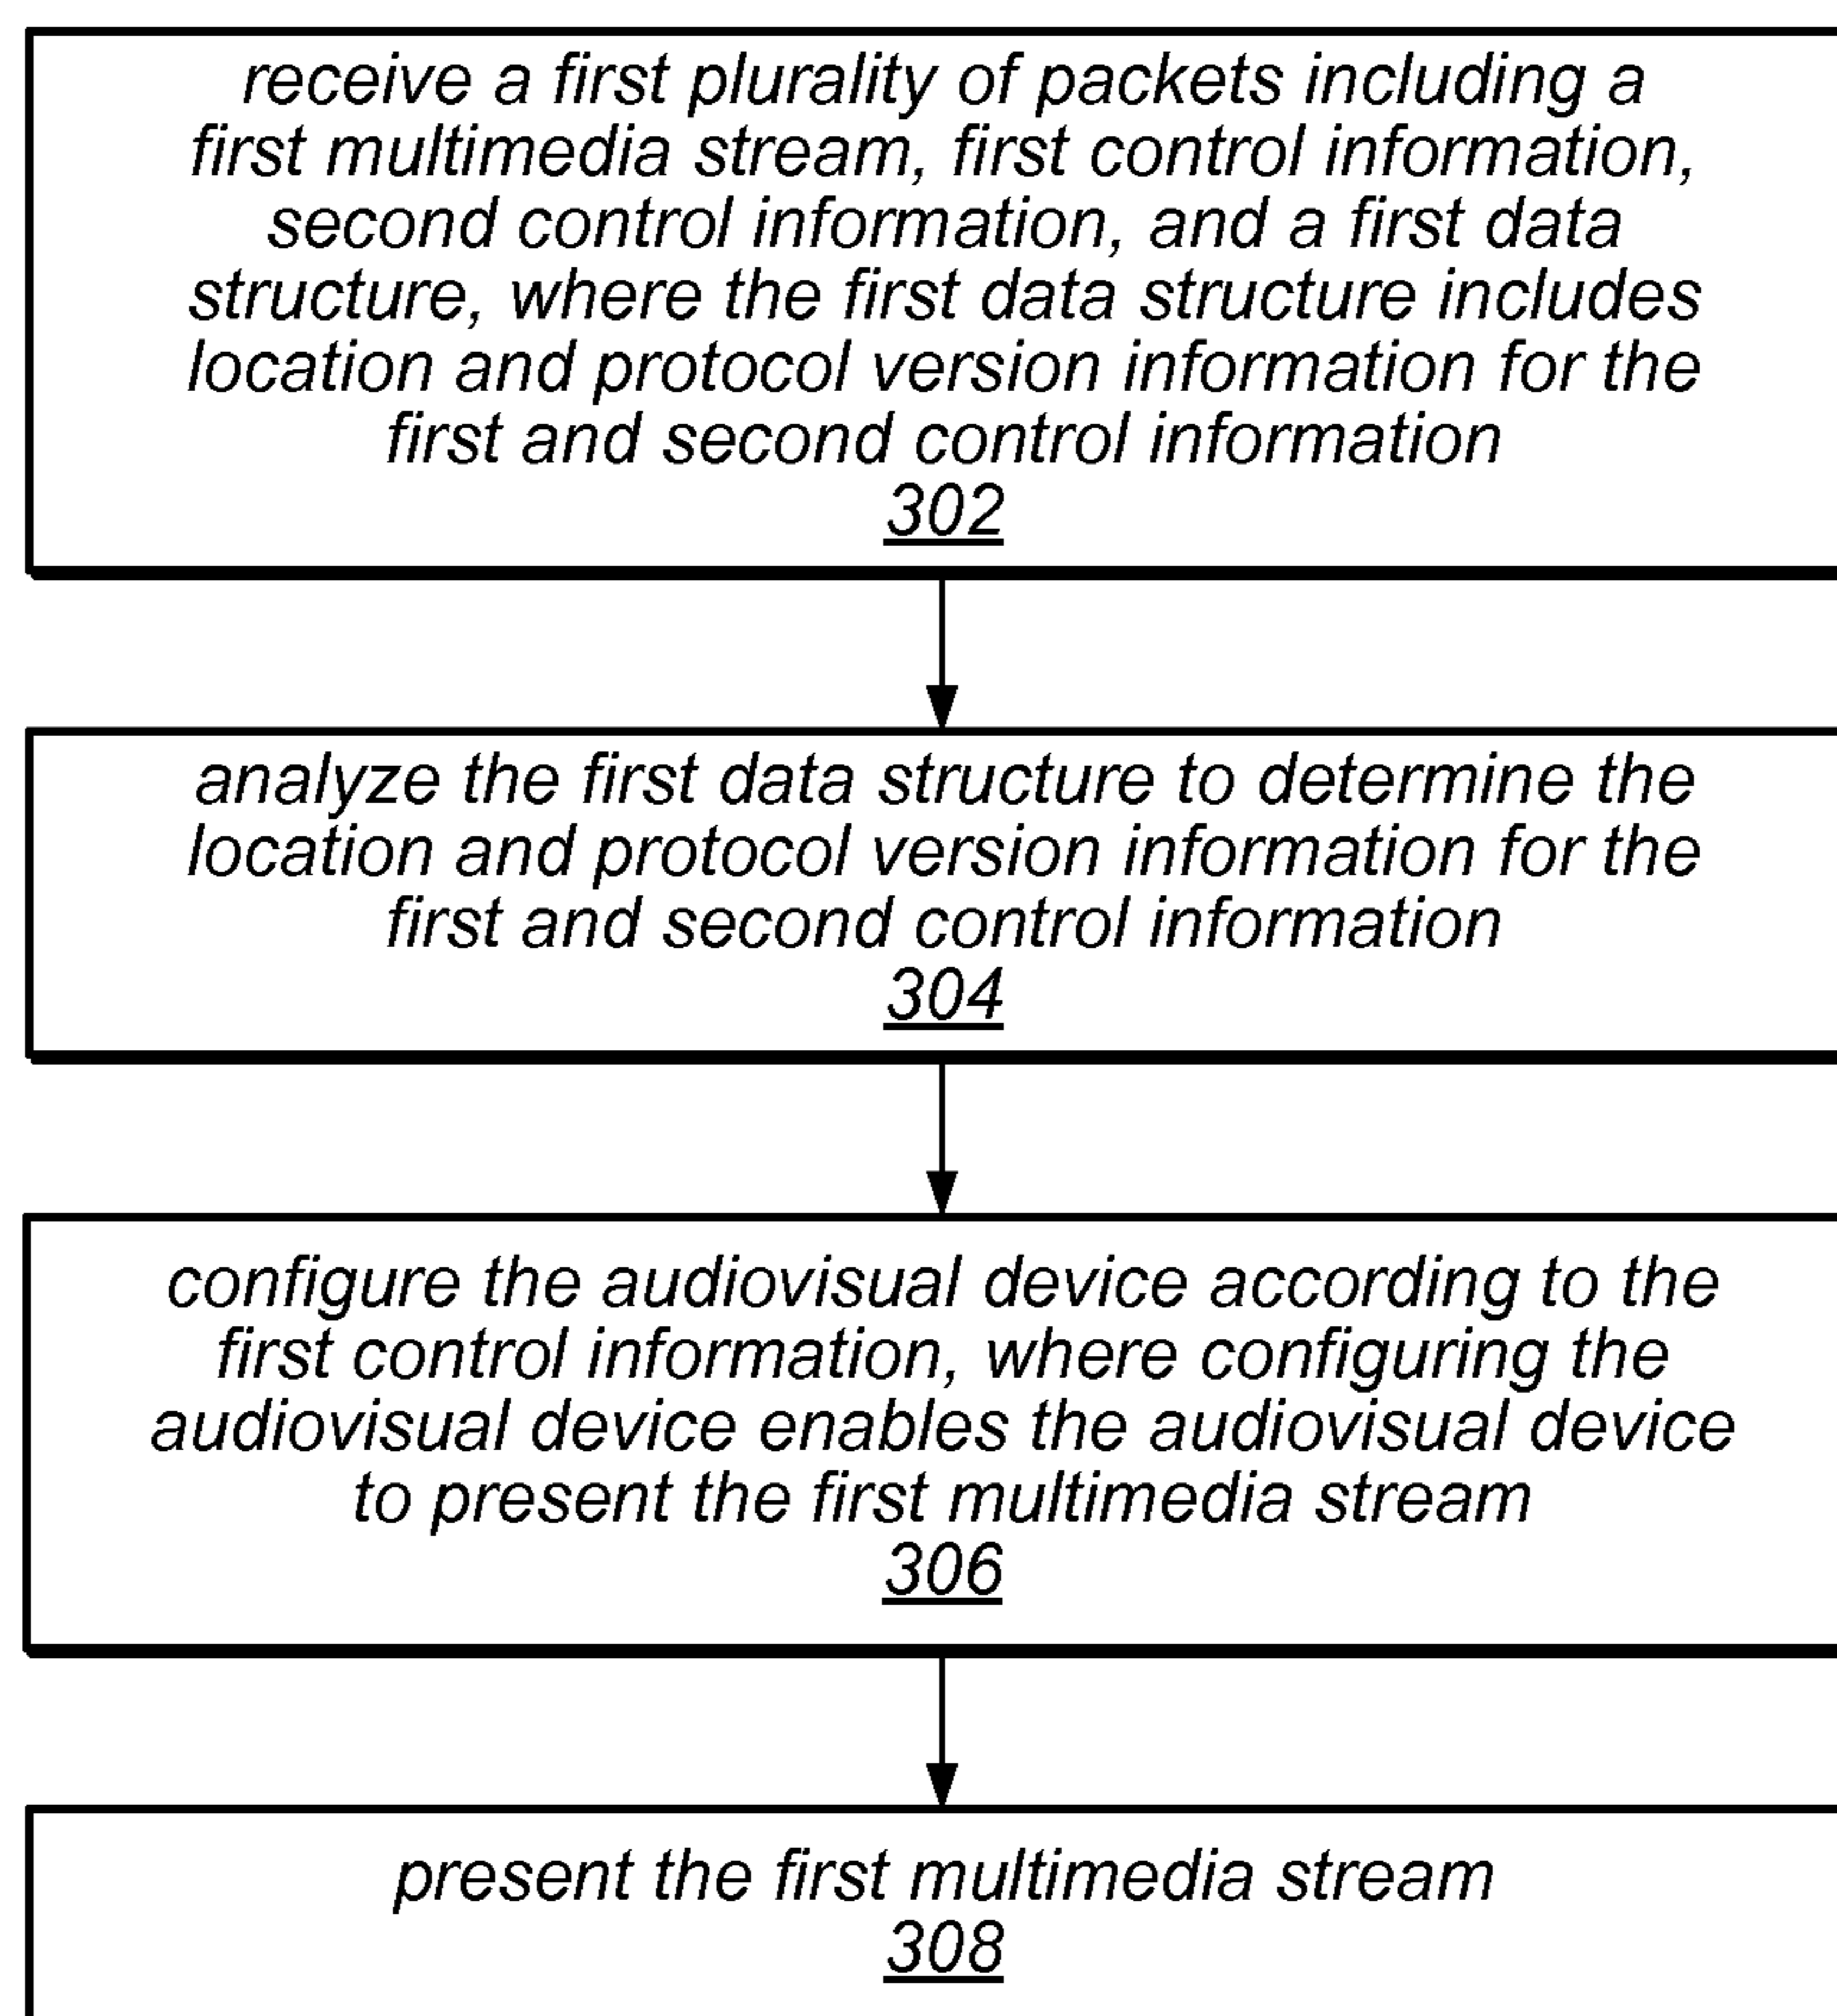 receive a first plurality of packets including a
first multimedia stream, first control information,
second control information, and a first data
structure, where the first data structure includes
location and protocol version information for the
first and second control information
302
analyze the first data structure to determine the
location and protocol version information for the
first and second control information
304
configure the audiovisual device according to the
first control information, where configuring the
audiovisual device enables the audiovisual device
to present the first multimedia stream
306
present the first multimedia stream
308